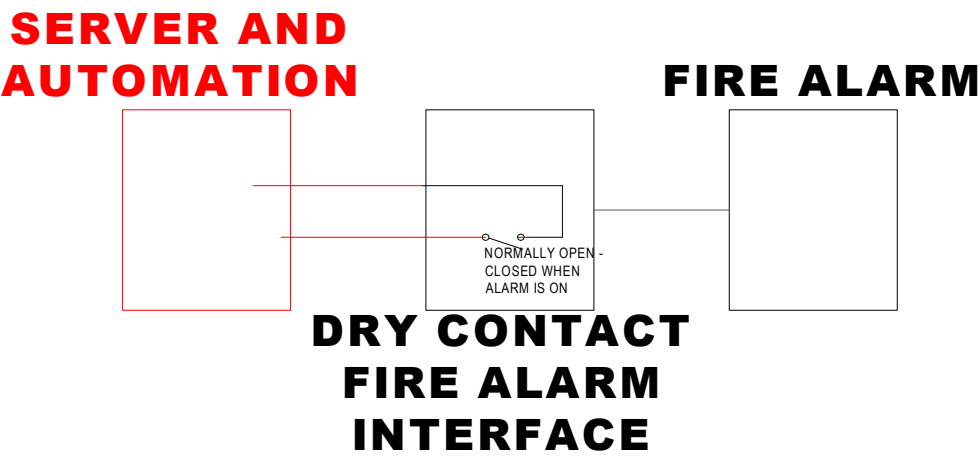 SERVER AND
AUTOMATION
FIRE ALARM
NORMALLY OPEN -
CLOSED WHEN
ALARM IS ON
DRY CONTACT
FIRE ALARM
INTERFACE